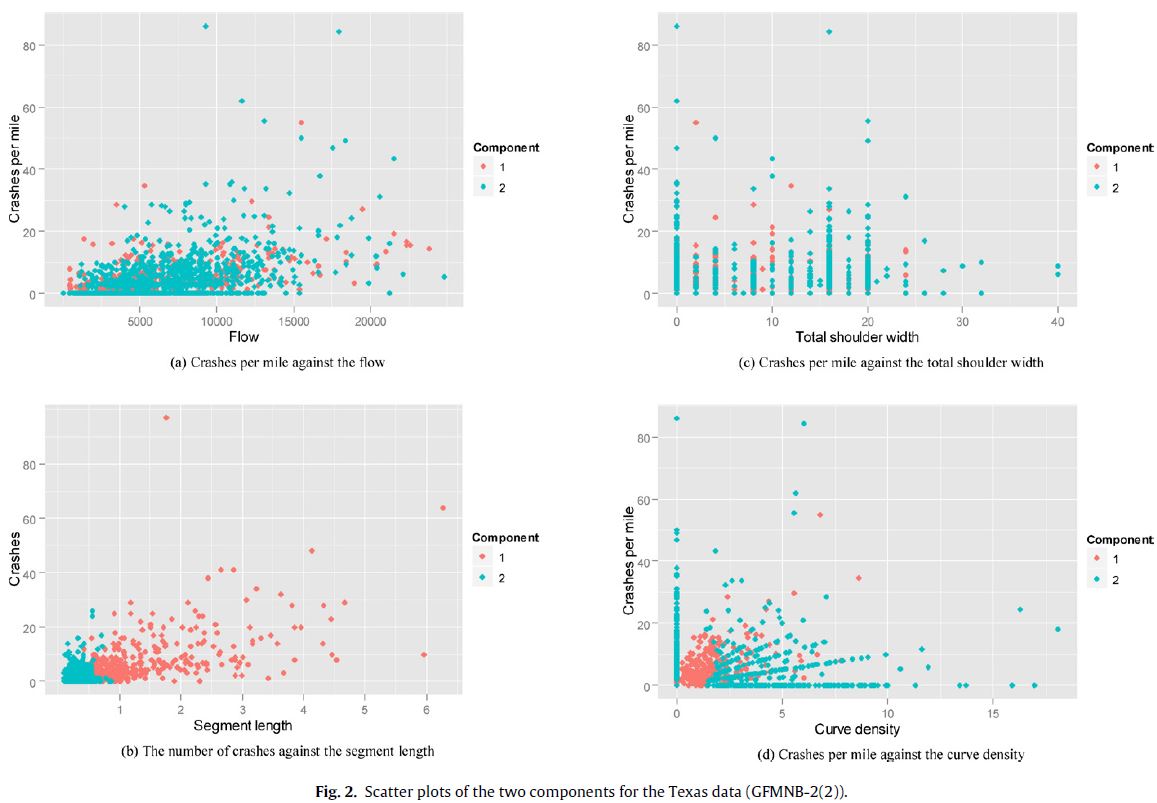 Crashes per mile
80
60
40
20
0
5000 10000 15000 20000
Flow
Component
1
2
(a) Crashes per mile against the flow
Crashes per mile
80
60
40
20
0
0 10 20 30 40
Total shoulder width
Component
1
2
(c) Crashes per mile against the total shoulder width
Crashes
80
60
40
20
0
1 2 3 4 5 6
Segment length
Component
1
2
(b) The number of crashes against the segment length
Crashes per mile
80
60
40
20
0
0 5 10 15
Curve density
Component
1
2
(d) Crashes per mile against the curve density
Fig. 2. Scatter plots of the two components for the Texas data (GFMNB-2(2)).